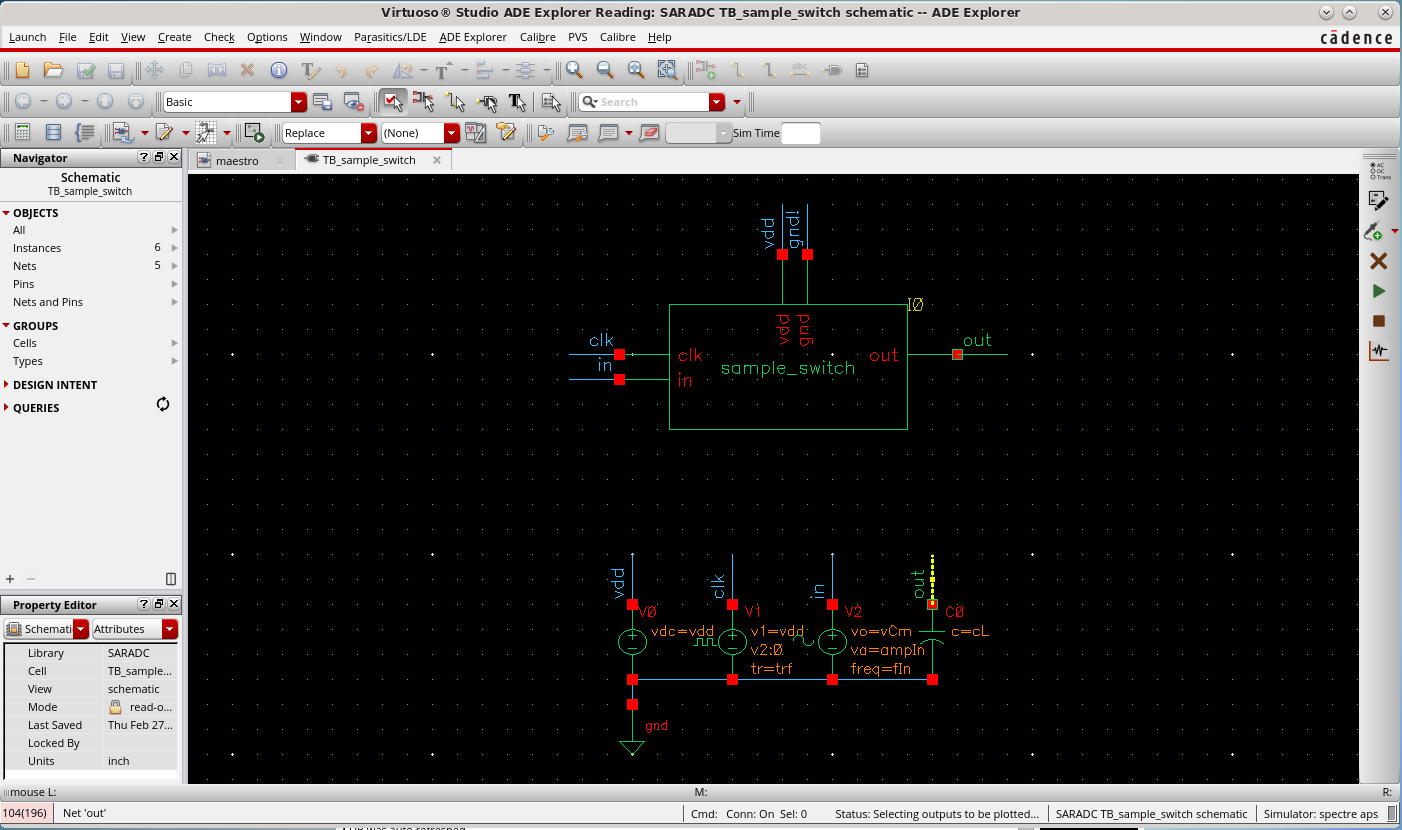 Virtuoso® Studio ADE Explorer Reading: SARADC TB_sample_switch schematic -- ADE Explorer
Launch File Edit View Create Check Options Window Parasitics/LDE ADE Explorer Calibre PVS Calibre Help
cādence
abc
Basic
Search
Replace (None) Sim Time
Navigator
maestro
TB_sample_switch
Schematic
TB_sample_switch
OBJECTS
All
Instances 6
Nets 5
Pins
Nets and Pins
GROUPS
Cells
Types
DESIGN INTENT
QUERIES
AC
DC
Trans
vdd gnd!
I0
clk
in
vdd gnd
clk
in
sample_switch
out
out
vdd
clk
in
out
V0
V1
V2
C0
vdc=vdd
v1=vdd
v2:0
tr=trf
vo=vCm
va=ampIn
freq=fIn
c=cL
gnd
Property Editor
Schemati Attributes
Library SARADC
Cell TB_sample...
View schematic
Mode read-o...
Last Saved Thu Feb 27...
Locked By
Units inch
mouse L: M: R:
104(196) Net 'out' Cmd: Conn: On Sel: 0 Status: Selecting outputs to be plotted... SARADC TB_sample_switch schematic Simulator: spectre aps